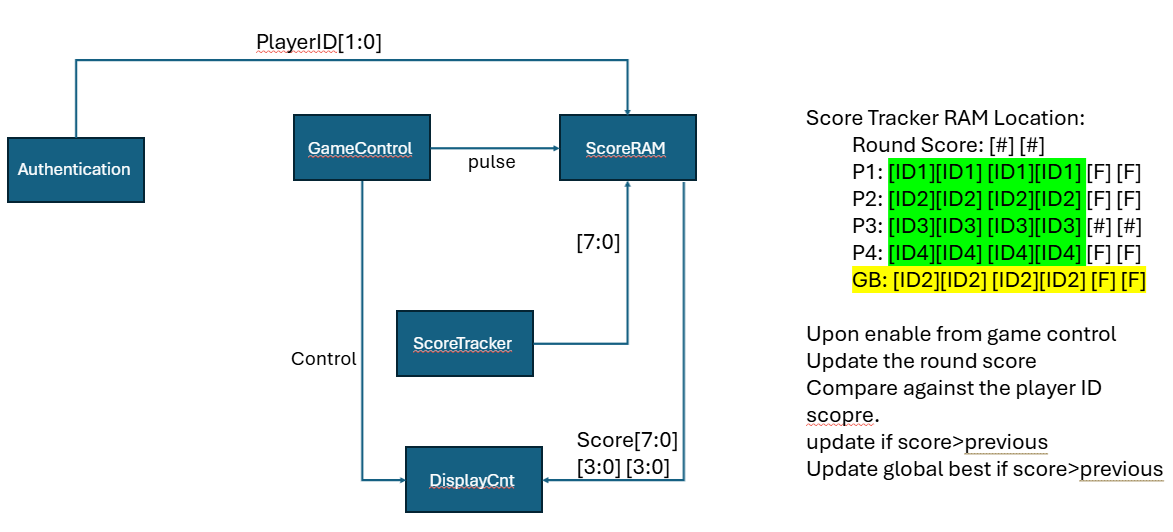 PlayerID[1:0]
Authentication
GameControl
pulse
ScoreRAM
[7:0]
ScoreTracker
Control
Score[7:0]
[3:0] [3:0]
DisplayCnt
Score Tracker RAM Location:
Round Score: [#] [#]
P1: [ID1][ID1] [ID1][ID1] [F] [F]
P2: [ID2][ID2] [ID2][ID2] [F] [F]
P3: [ID3][ID3] [ID3][ID3] [#] [#]
P4: [ID4][ID4] [ID4][ID4] [F] [F]
GB: [ID2][ID2] [ID2][ID2] [F] [F]
Upon enable from game control
Update the round score
Compare against the player ID
scopre.
update if score>previous
Update global best if score>previous